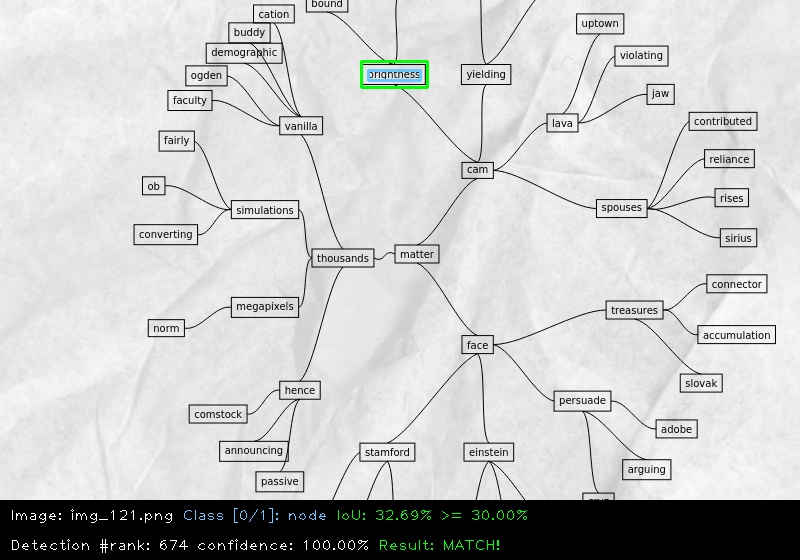 bound
cation
uptown
buddy
demographic
violating
ogden
brightness
yielding
jaw
faculty
vanilla
lava
contributed
fairly
reliance
cam
ob
rises
simulations
spouses
converting
sirius
thousands
matter
connector
megapixels
treasures
norm
accumulation
face
slovak
hence
persuade
comstock
adobe
announcing
stamford
einstein
arguing
passive
Image: img_121.png Class [0/1]: node IoU: 32.69% >= 30.00%
Detection #rank: 674 confidence: 100.00% Result: MATCH!